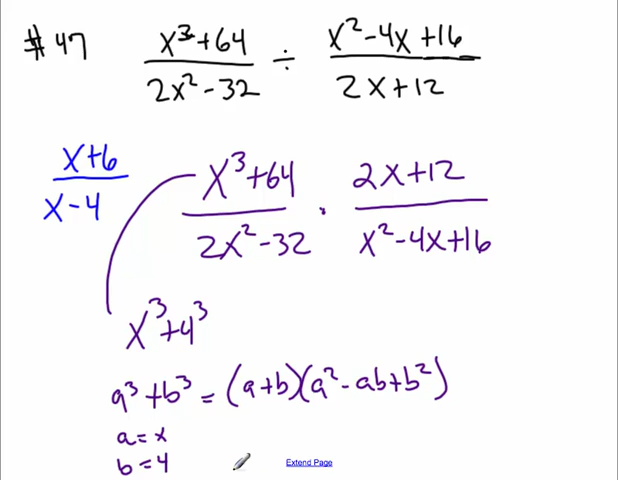 #47 (x³+64)/(2x²-32) ÷ (x²-4x+16)/(2x+12)
(x+6)/(x-4)
(x³+64)/(2x²-32) · (2x+12)/(x²-4x+16)
x³+4³
a³+b³=(a+b)(a²-ab+b²)
a=x
b=4
Extend Page